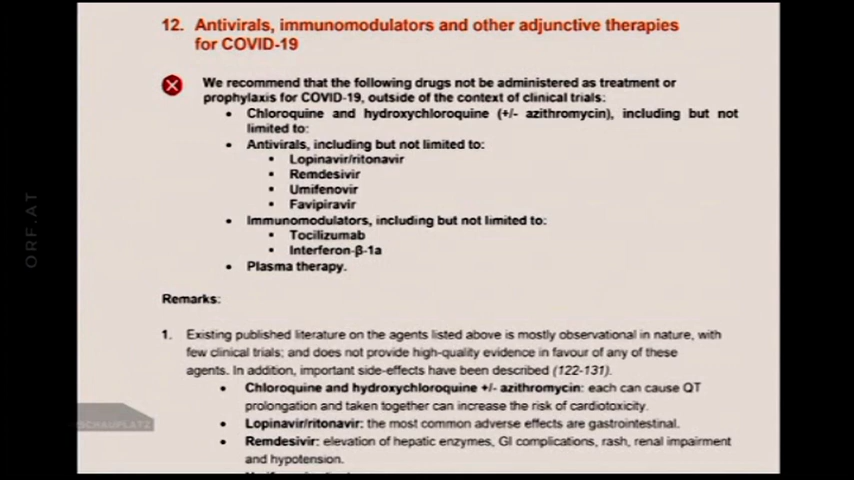 12. Antivirals, immunomodulators and other adjunctive therapies
for COVID-19
We recommend that the following drugs not be administered as treatment or
prophylaxis for COVID-19, outside of the context of clinical trials:
• Chloroquine and hydroxychloroquine (+/- azithromycin), including but not
limited to:
• Antivirals, including but not limited to:
▪ Lopinavir/ritonavir
▪ Remdesivir
▪ Umifenovir
▪ Favipiravir
• Immunomodulators, including but not limited to:
▪ Tocilizumab
▪ Interferon-β-1a
• Plasma therapy.
Remarks:
1. Existing published literature on the agents listed above is mostly observational in nature, with
few clinical trials; and does not provide high-quality evidence in favour of any of these
agents. In addition, important side-effects have been described (122-131).
• Chloroquine and hydroxychloroquine +/- azithromycin: each can cause QT
prolongation and taken together can increase the risk of cardiotoxicity.
• Lopinavir/ritonavir: the most common adverse effects are gastrointestinal.
• Remdesivir: elevation of hepatic enzymes, GI complications, rash, renal impairment
and hypotension.
ORF.AT
SCHAUPLATZ